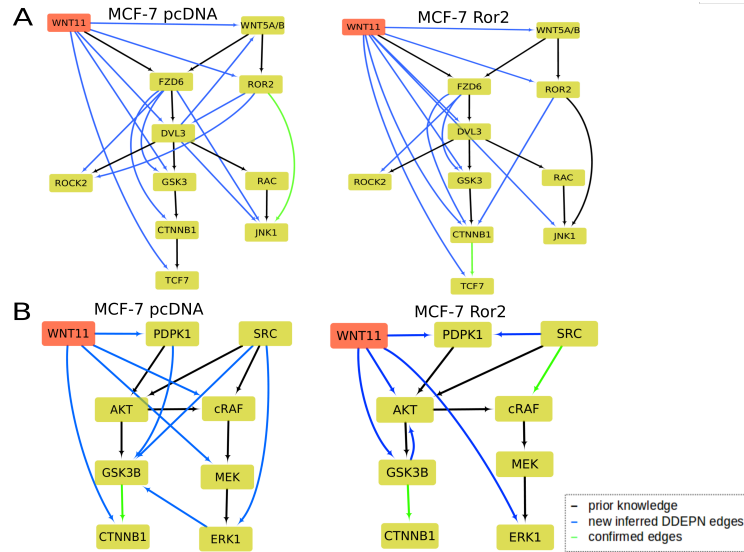 A
MCF-7 pcDNA
MCF-7 Ror2
WNT11
WNT5A/B
FZD6
ROR2
DVL3
ROCK2
GSK3
RAC
CTNNB1
JNK1
TCF7
WNT11
WNT5A/B
FZD6
ROR2
DVL3
ROCK2
GSK3
RAC
CTNNB1
JNK1
TCF7
B
MCF-7 pcDNA
MCF-7 Ror2
WNT11
PDPK1
SRC
AKT
cRAF
GSK3B
MEK
CTNNB1
ERK1
WNT11
PDPK1
SRC
AKT
cRAF
GSK3B
MEK
CTNNB1
ERK1
prior knowledge
new inferred DDEPN edges
confirmed edges